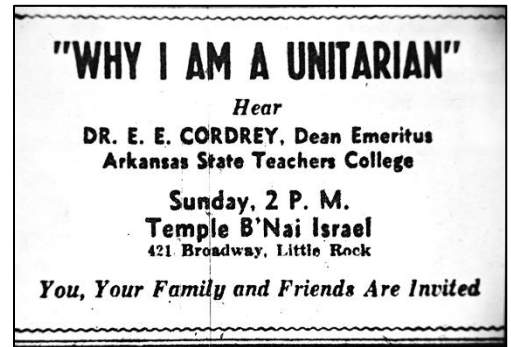 "WHY I AM A UNITARIAN"
Hear
DR. E. E. CORDREY, Dean Emeritus
Arkansas State Teachers College
Sunday, 2 P. M.
Temple B'Nai Israel
421 Broadway, Little Rock
You, Your Family and Friends Are Invited